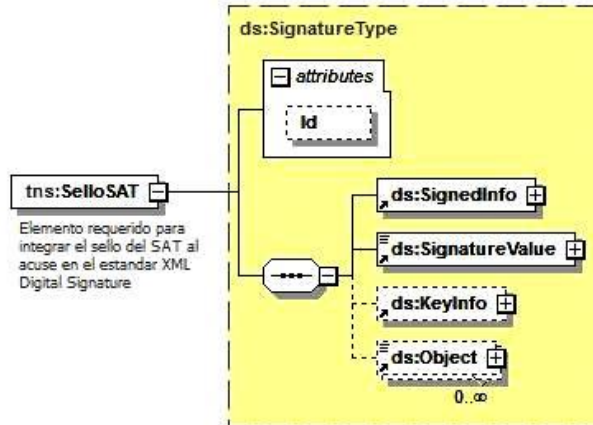 ds:SignatureType
attributes
Id
tns:SelloSAT
Elemento requerido para
integrar el sello del SAT al
acuse en el estandar XML
Digital Signature
ds:SignedInfo
ds:SignatureValue
ds:KeyInfo
ds:Object
0..∞